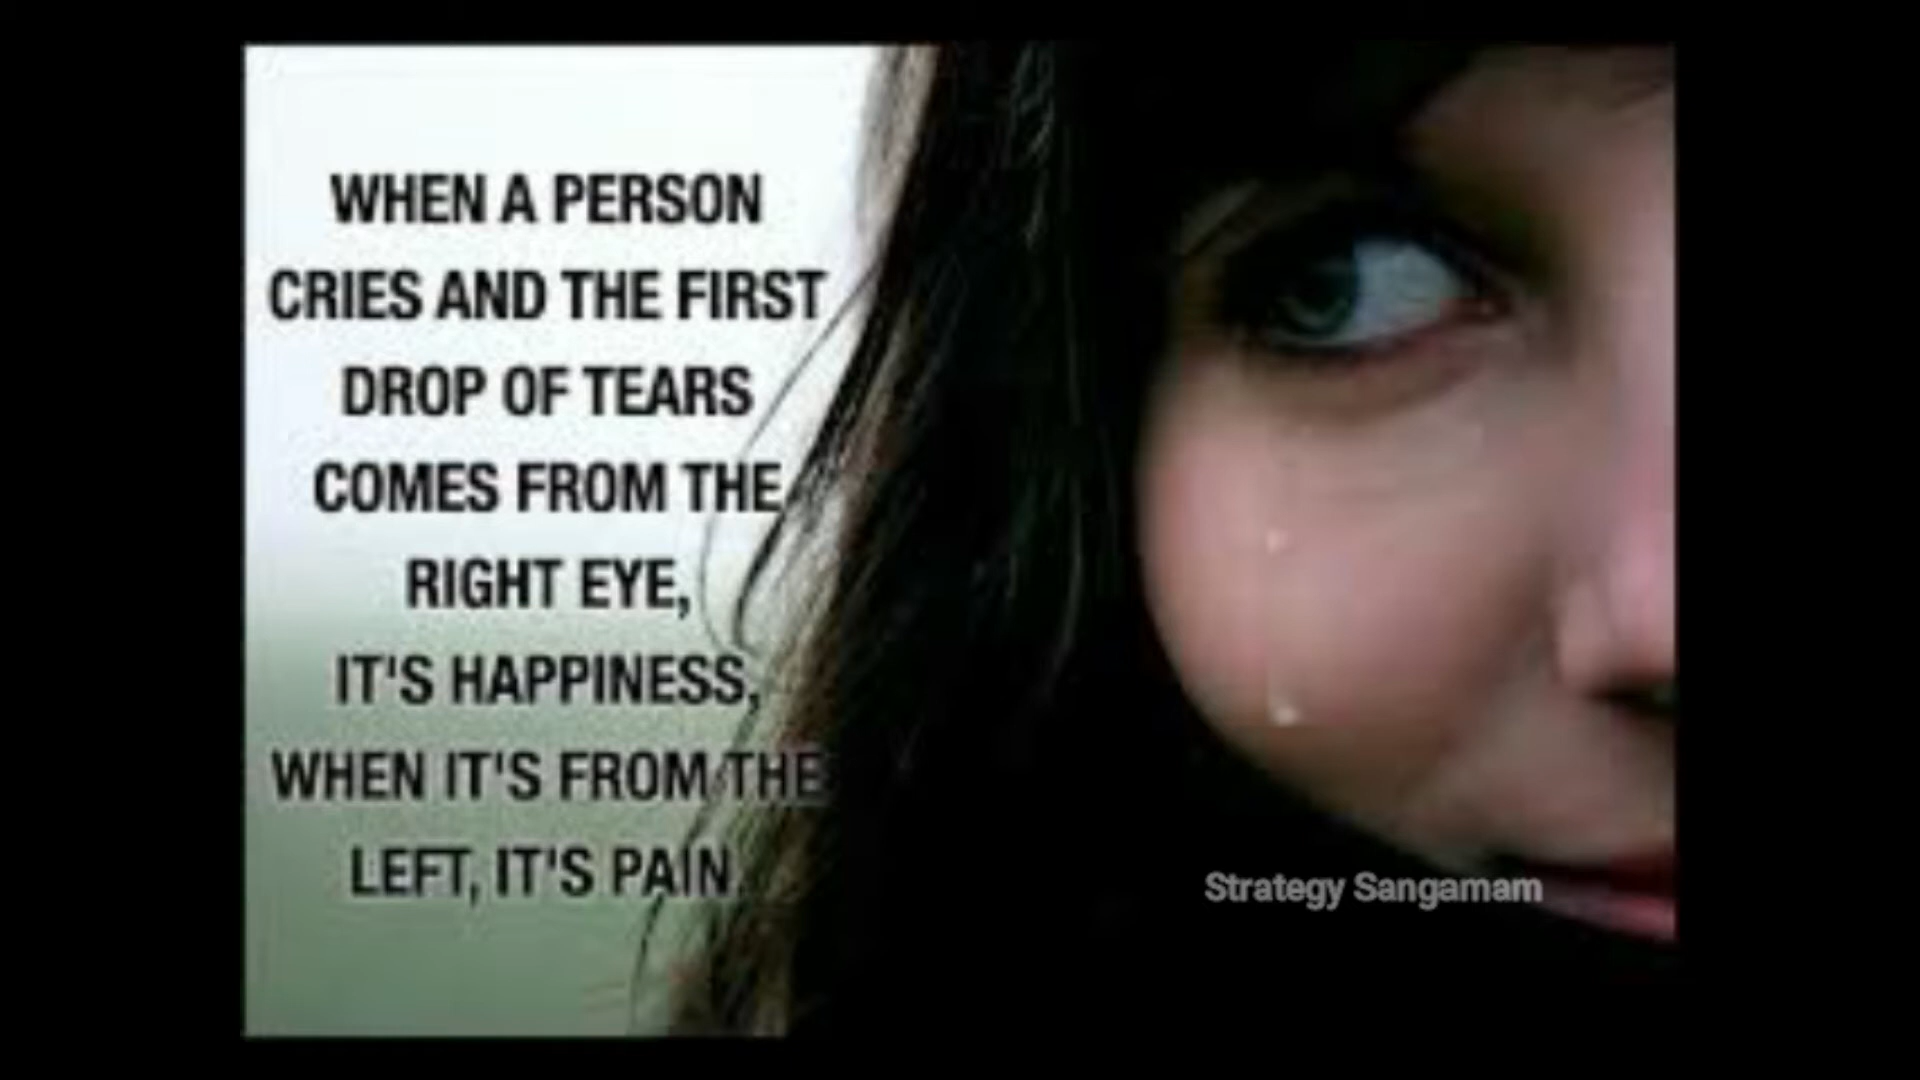 WHEN A PERSON
CRIES AND THE FIRST
DROP OF TEARS
COMES FROM THE
RIGHT EYE,
IT'S HAPPINESS,
WHEN IT'S FROM THE
LEFT, IT'S PAIN.
Strategy Sangamam